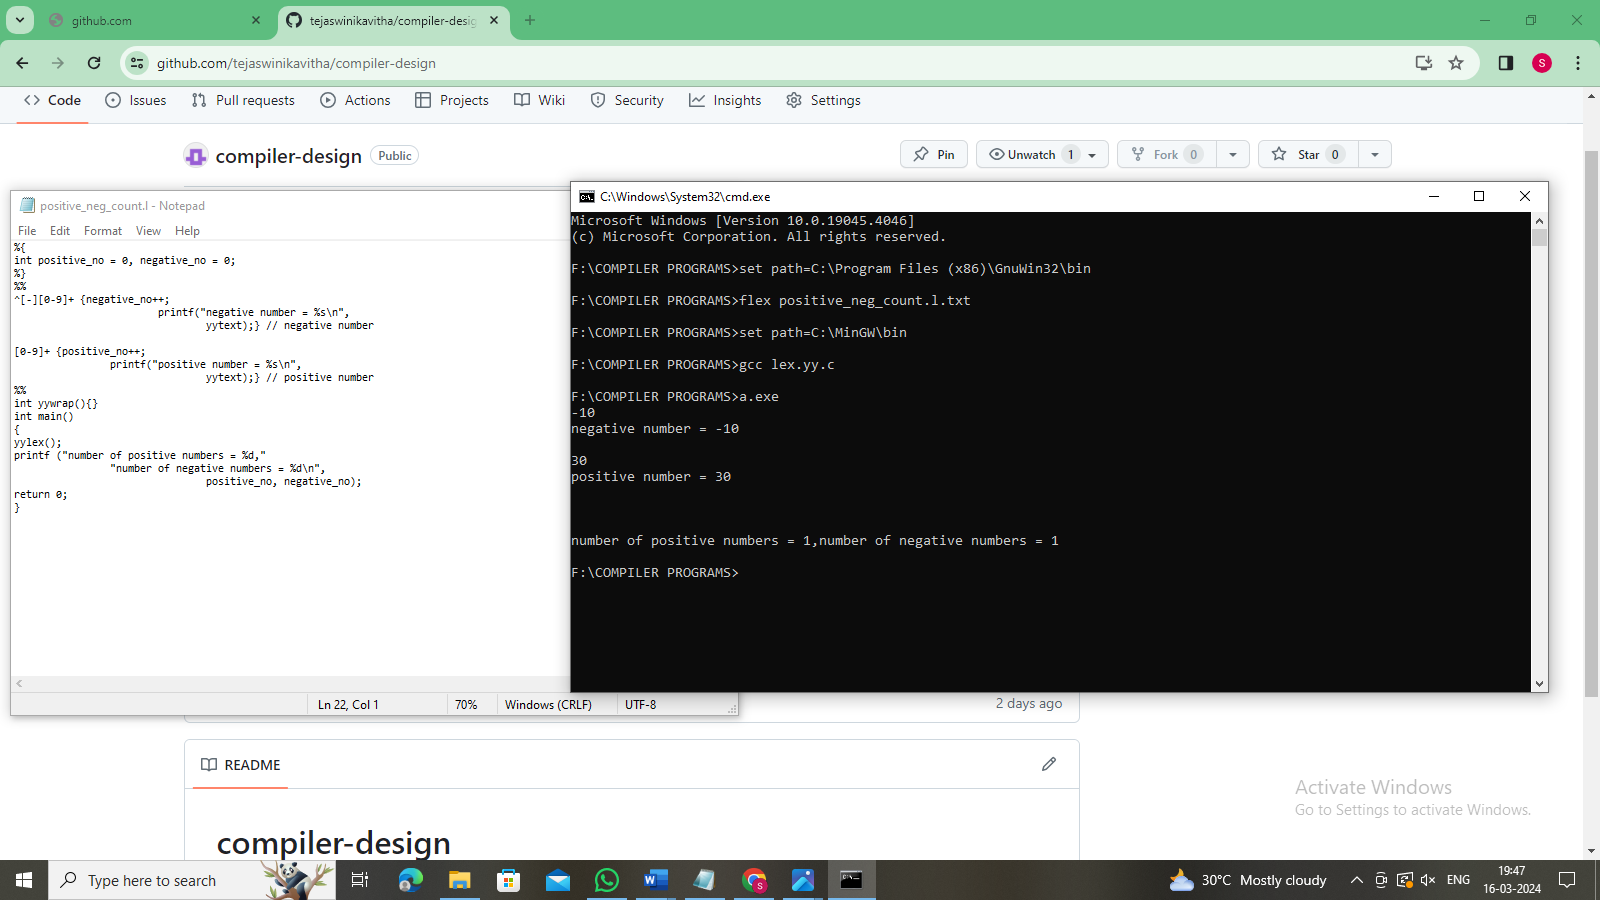 github.com
tejaswinikavitha/compiler-desig
github.com/tejaswinikavitha/compiler-design
S
Code Issues Pull requests Actions Projects Wiki Security Insights Settings
compiler-design Public
Pin Unwatch 1 Fork 0 Star 0
positive_neg_count.l - Notepad
File Edit Format View Help
%{
int positive_no = 0, negative_no = 0;
%}
%%
^[-][0-9]+ {negative_no++;
printf("negative number = %s\n",
yytext);} // negative number
[0-9]+ {positive_no++;
printf("positive number = %s\n",
yytext);} // positive number
%%
int yywrap(){}
int main()
{
yylex();
printf ("number of positive numbers = %d,"
"number of negative numbers = %d\n",
positive_no, negative_no);
return 0;
}
Ln 22, Col 1 70% Windows (CRLF) UTF-8
C:\Windows\System32\cmd.exe
Microsoft Windows [Version 10.0.19045.4046]
(c) Microsoft Corporation. All rights reserved.
F:\COMPILER PROGRAMS>set path=C:\Program Files (x86)\GnuWin32\bin
F:\COMPILER PROGRAMS>flex positive_neg_count.l.txt
F:\COMPILER PROGRAMS>set path=C:\MinGW\bin
F:\COMPILER PROGRAMS>gcc lex.yy.c
F:\COMPILER PROGRAMS>a.exe
-10
negative number = -10
30
positive number = 30
number of positive numbers = 1,number of negative numbers = 1
F:\COMPILER PROGRAMS>
2 days ago
README
compiler-design
Activate Windows
Go to Settings to activate Windows.
Type here to search
30°C Mostly cloudy
ENG
19:47
16-03-2024